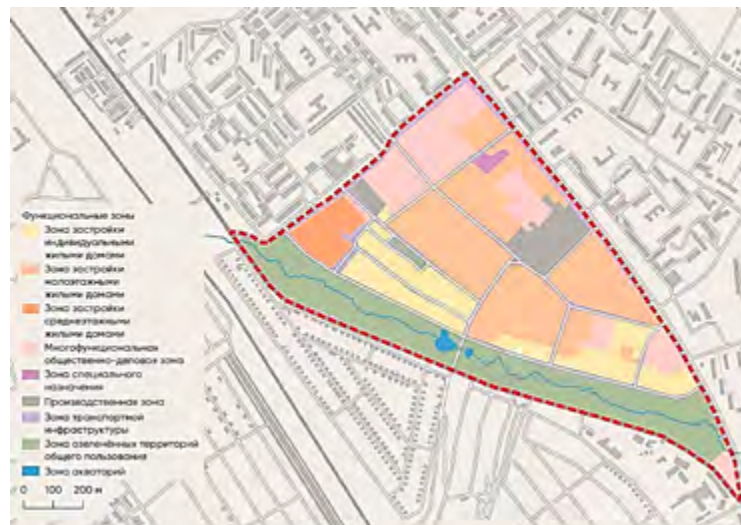 Функциональные зоны
Зона застройки
индивидуальными
жилыми домами
Зона застройки
малоэтажными
жилыми домами
Зона застройки
среднеэтажными
жилыми домами
Многофункциональная
общественно-деловая зона
Зона специального
назначения
Производственная зона
Зона транспортной
инфраструктуры
Зона озеленённых территорий
общего пользования
Зона акваторий
0 100 200 м